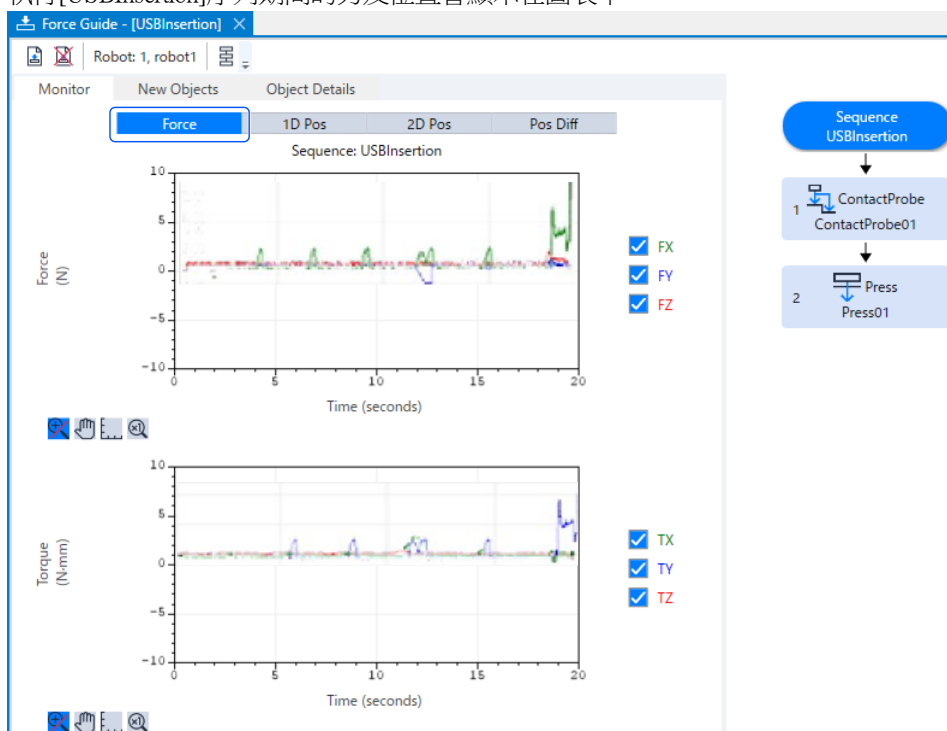 Force Guide - [USBInsertion]
Robot: 1, robot1
Monitor New Objects Object Details
Force 1D Pos 2D Pos Pos Diff
Sequence: USBInsertion
Force
(N)
10
5
0
-5
-10
0 5 10 15 20
Time (seconds)
FX
FY
FZ
x1
Torque
(N-mm)
10
5
0
-5
-10
0 5 10 15 20
Time (seconds)
TX
TY
TZ
x1
Sequence
USBInsertion
1 ContactProbe
ContactProbe01
2 Press
Press01